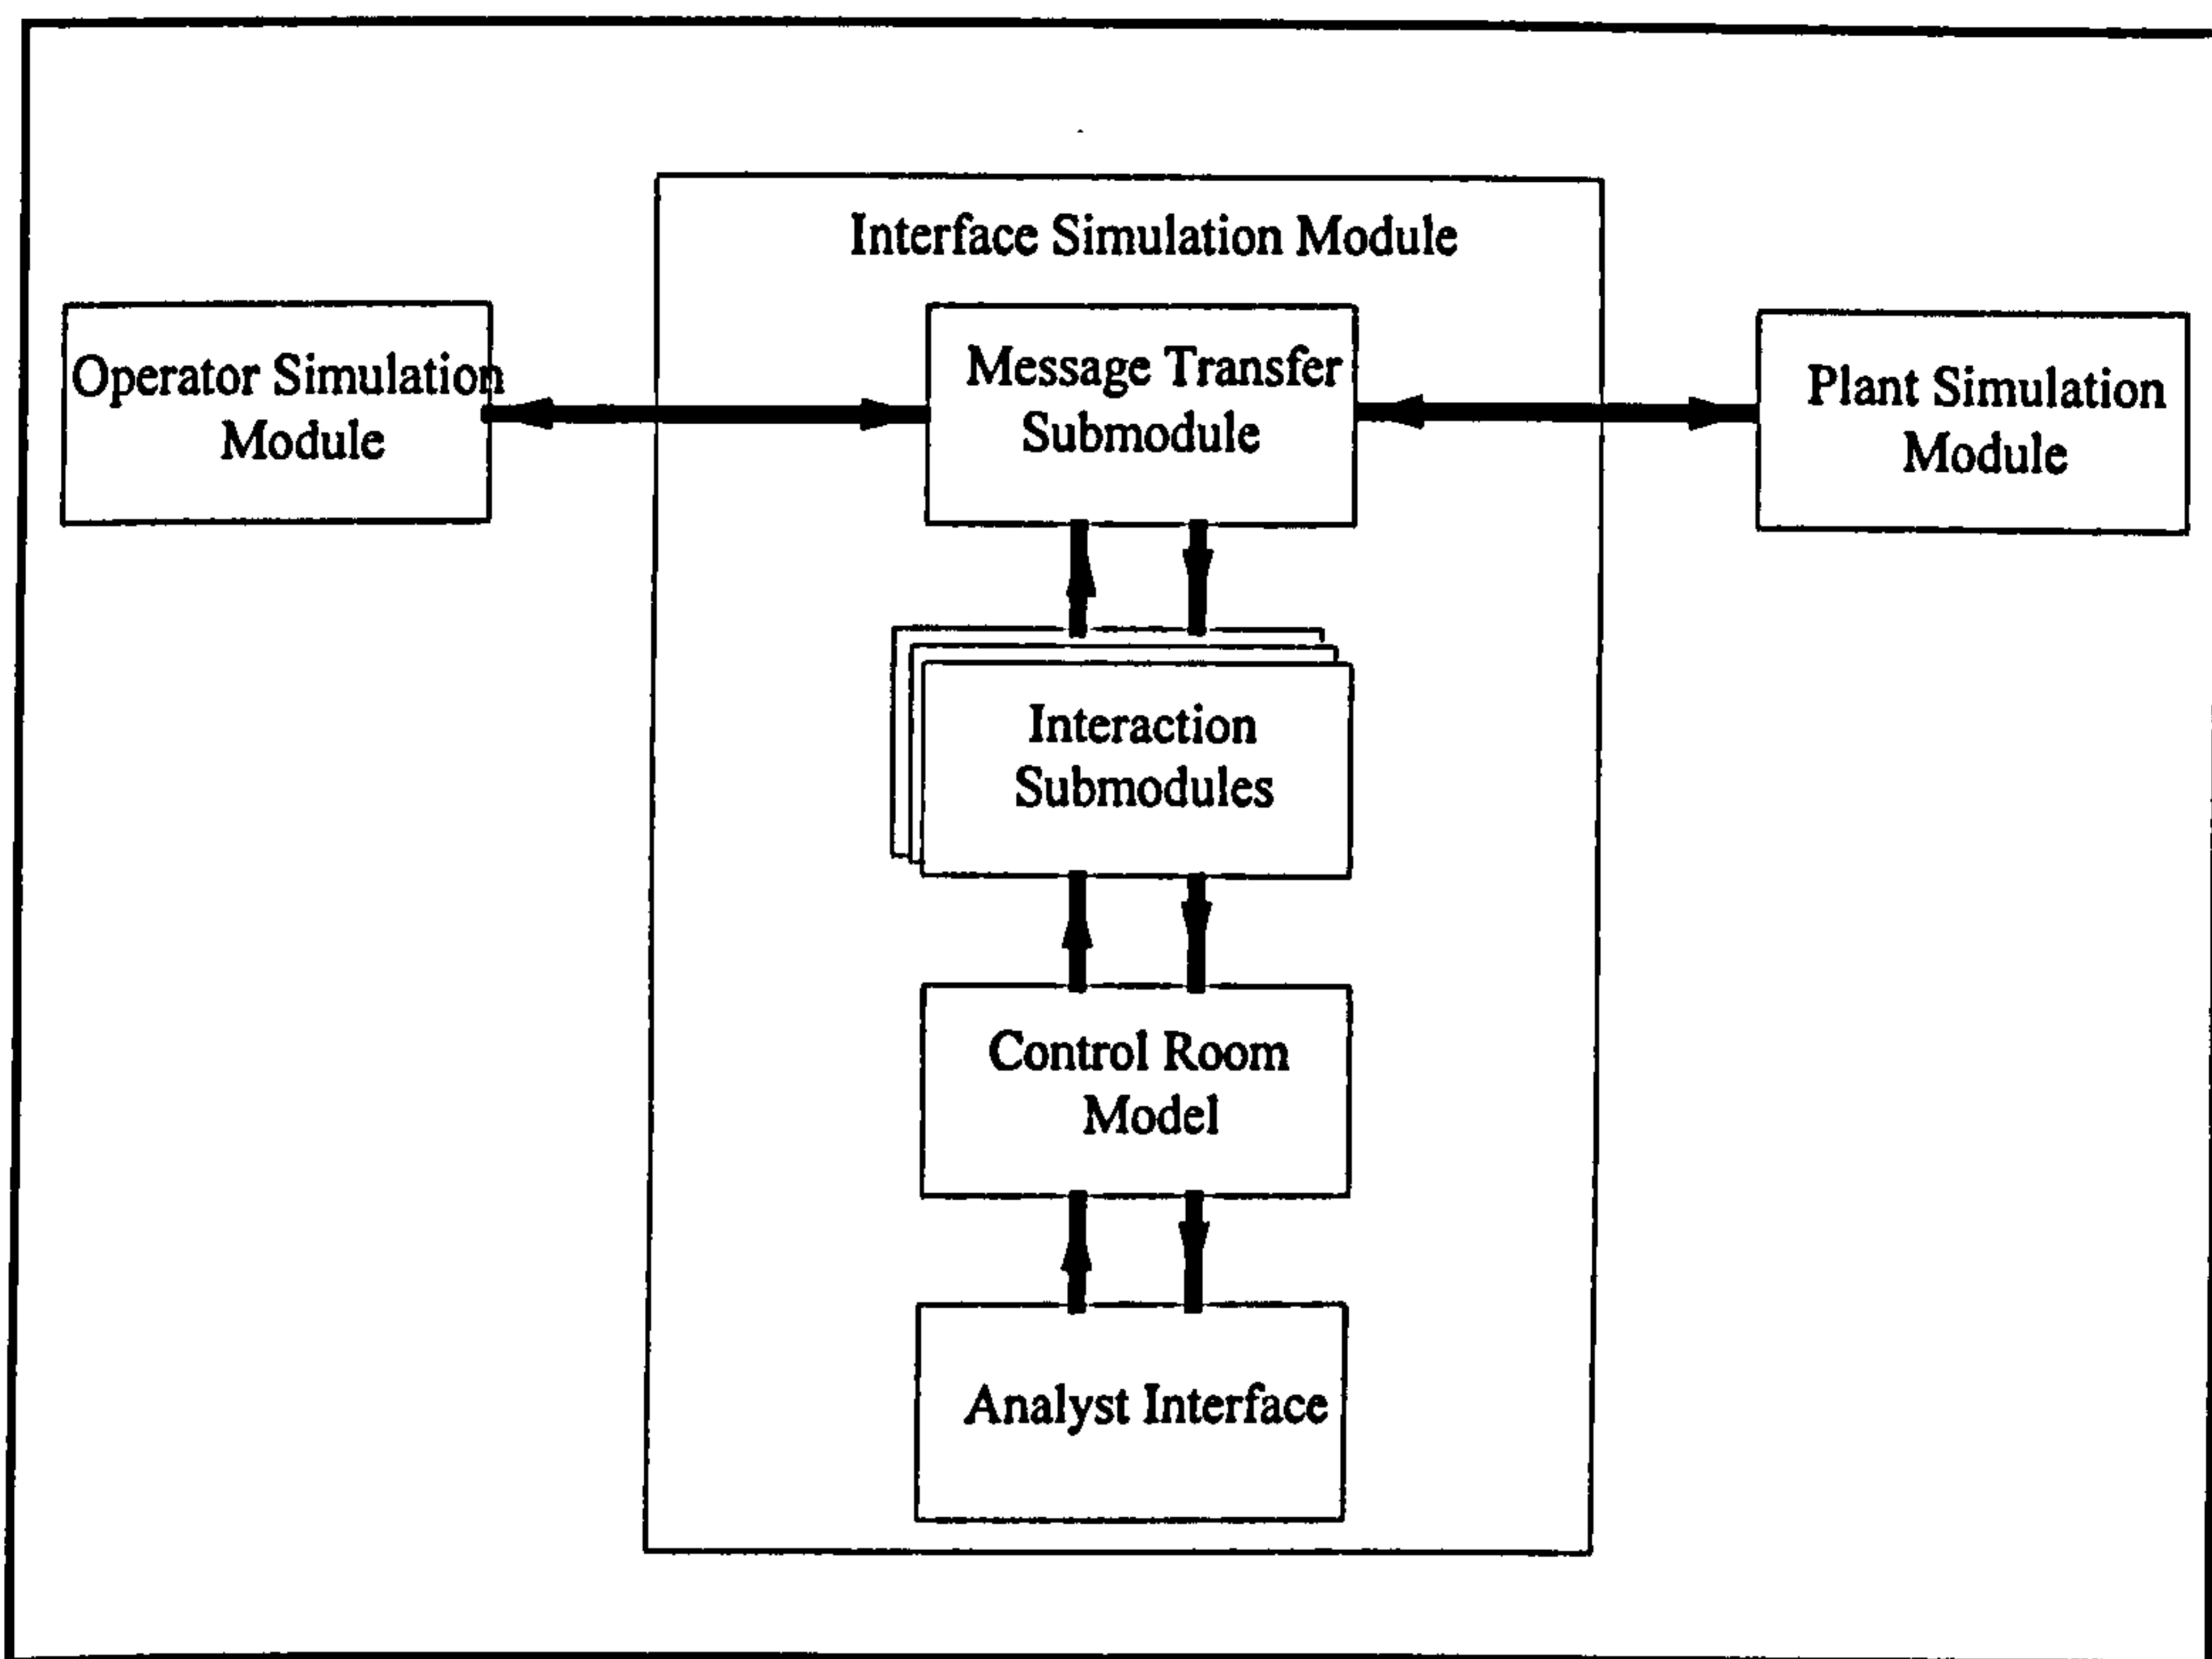 Interface Simulation Module
Operator Simulation
Module
Message Transfer
Submodule
Plant Simulation
Module
Interaction
Submodules
Control Room
Model
Analyst Interface